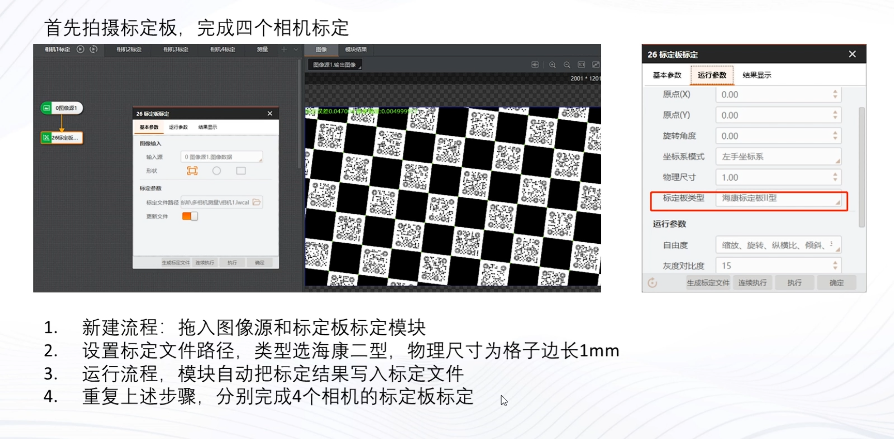 首先拍摄标定板，完成四个相机标定
相机1标定 相机2标定 相机3标定 相机4标定 测量
图像 模块结果
图像源1.输出图像
0图像源1
26标定板...
26 标定板标定
基本参数 运行参数 结果显示
图像输入
输入源 0 图像源1.图像数据
形状
标定参数
标定文件路径
更新文件
生成标定文件 连续执行 执行 确定
26 标定板标定
基本参数 运行参数 结果显示
原点(X) 0.00
原点(Y) 0.00
旋转角度 0.00
坐标系模式 左手坐标系
物理尺寸 1.00
标定板类型 海康标定板II型
运行参数
自由度 缩放、旋转、纵横比、倾斜、
灰度对比度 15
生成标定文件 连续执行 执行 确定
1. 新建流程：拖入图像源和标定板标定模块
2. 设置标定文件路径，类型选海康二型，物理尺寸为格子边长1mm
3. 运行流程，模块自动把标定结果写入标定文件
4. 重复上述步骤，分别完成4个相机的标定板标定